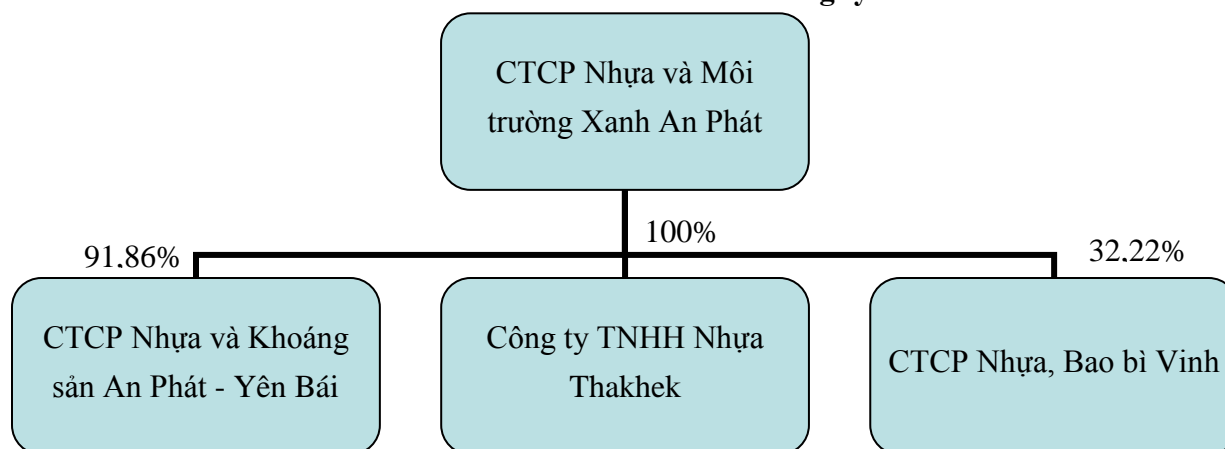 CTCP Nhựa và Môi
trường Xanh An Phát
100%
91,86%
32,22%
CTCP Nhựa và Khoáng
sản An Phát - Yên Bái
Công ty TNHH Nhựa
Thakhek
CTCP Nhựa, Bao bì Vinh